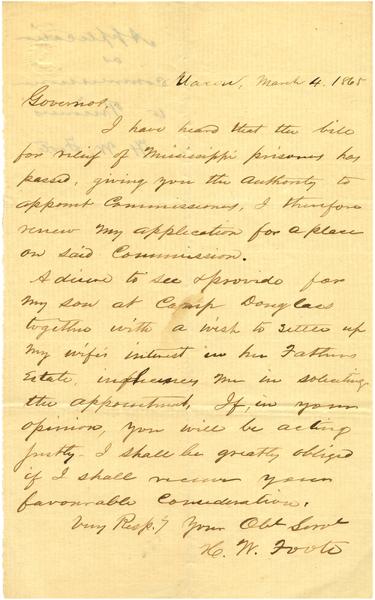 Macon, March 4. 1865
Governor,
I have heard that the bill
for relief of Mississippi prisoners has
passed, giving you the authority to
appoint Commissioners, I therefore
renew my application for a place
on said Commission.
A desire to see & provide for
my son at Camp Douglass
together with a wish to settle up
my wifes interest in her Fathers
Estate, influences me in soliciting
the appointment, If, in your
opinion, you will be acting
justly - I shall be greatly obliged
if I shall receive your
favourable consideration.
Very Resp.y Your Obt Servt
H. W. Foote